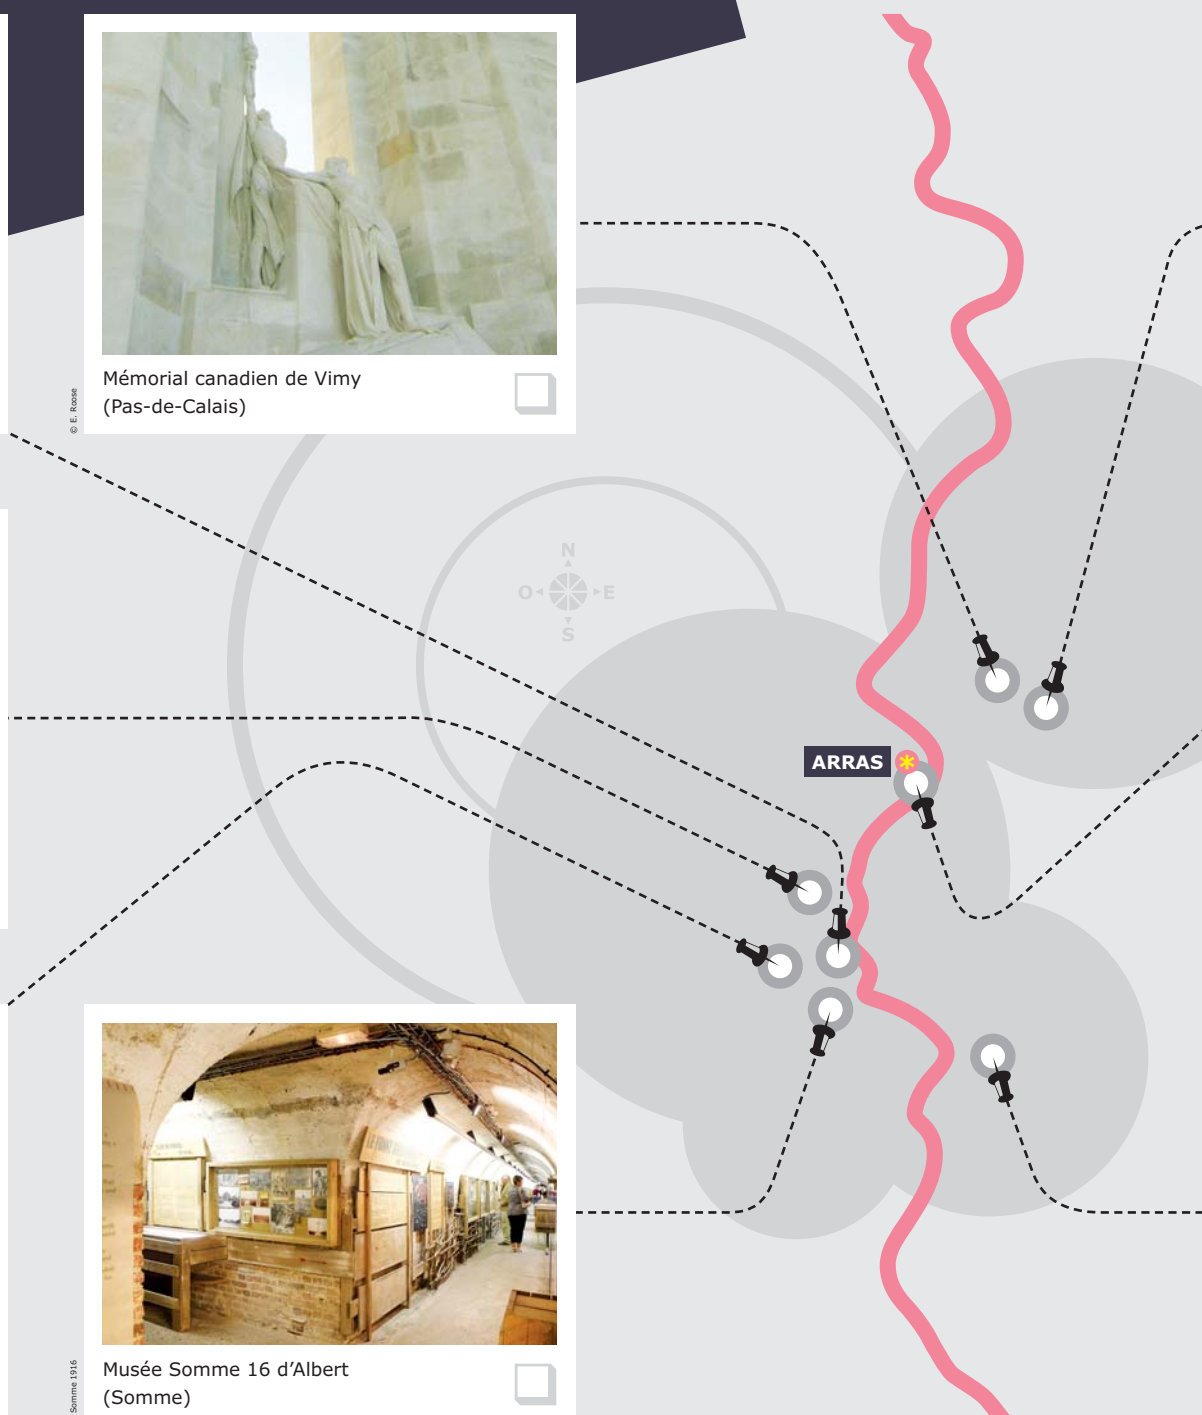 © E. Roose
Mémorial canadien de Vimy
(Pas-de-Calais)
N
O
E
S
ARRAS
Somme 1916
Musée Somme 16 d’Albert
(Somme)